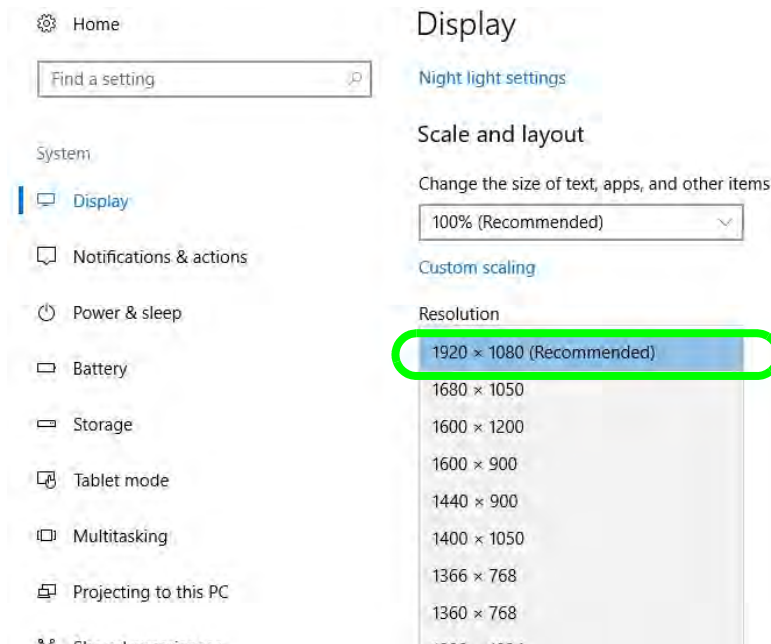 Home
Find a setting
System
Display
Notifications & actions
Power & sleep
Battery
Storage
Tablet mode
Multitasking
Projecting to this PC
Display
Night light settings
Scale and layout
Change the size of text, apps, and other items
100% (Recommended)
Custom scaling
Resolution
1920 × 1080 (Recommended)
1680 × 1050
1600 × 1200
1600 × 900
1440 × 900
1400 × 1050
1366 × 768
1360 × 768